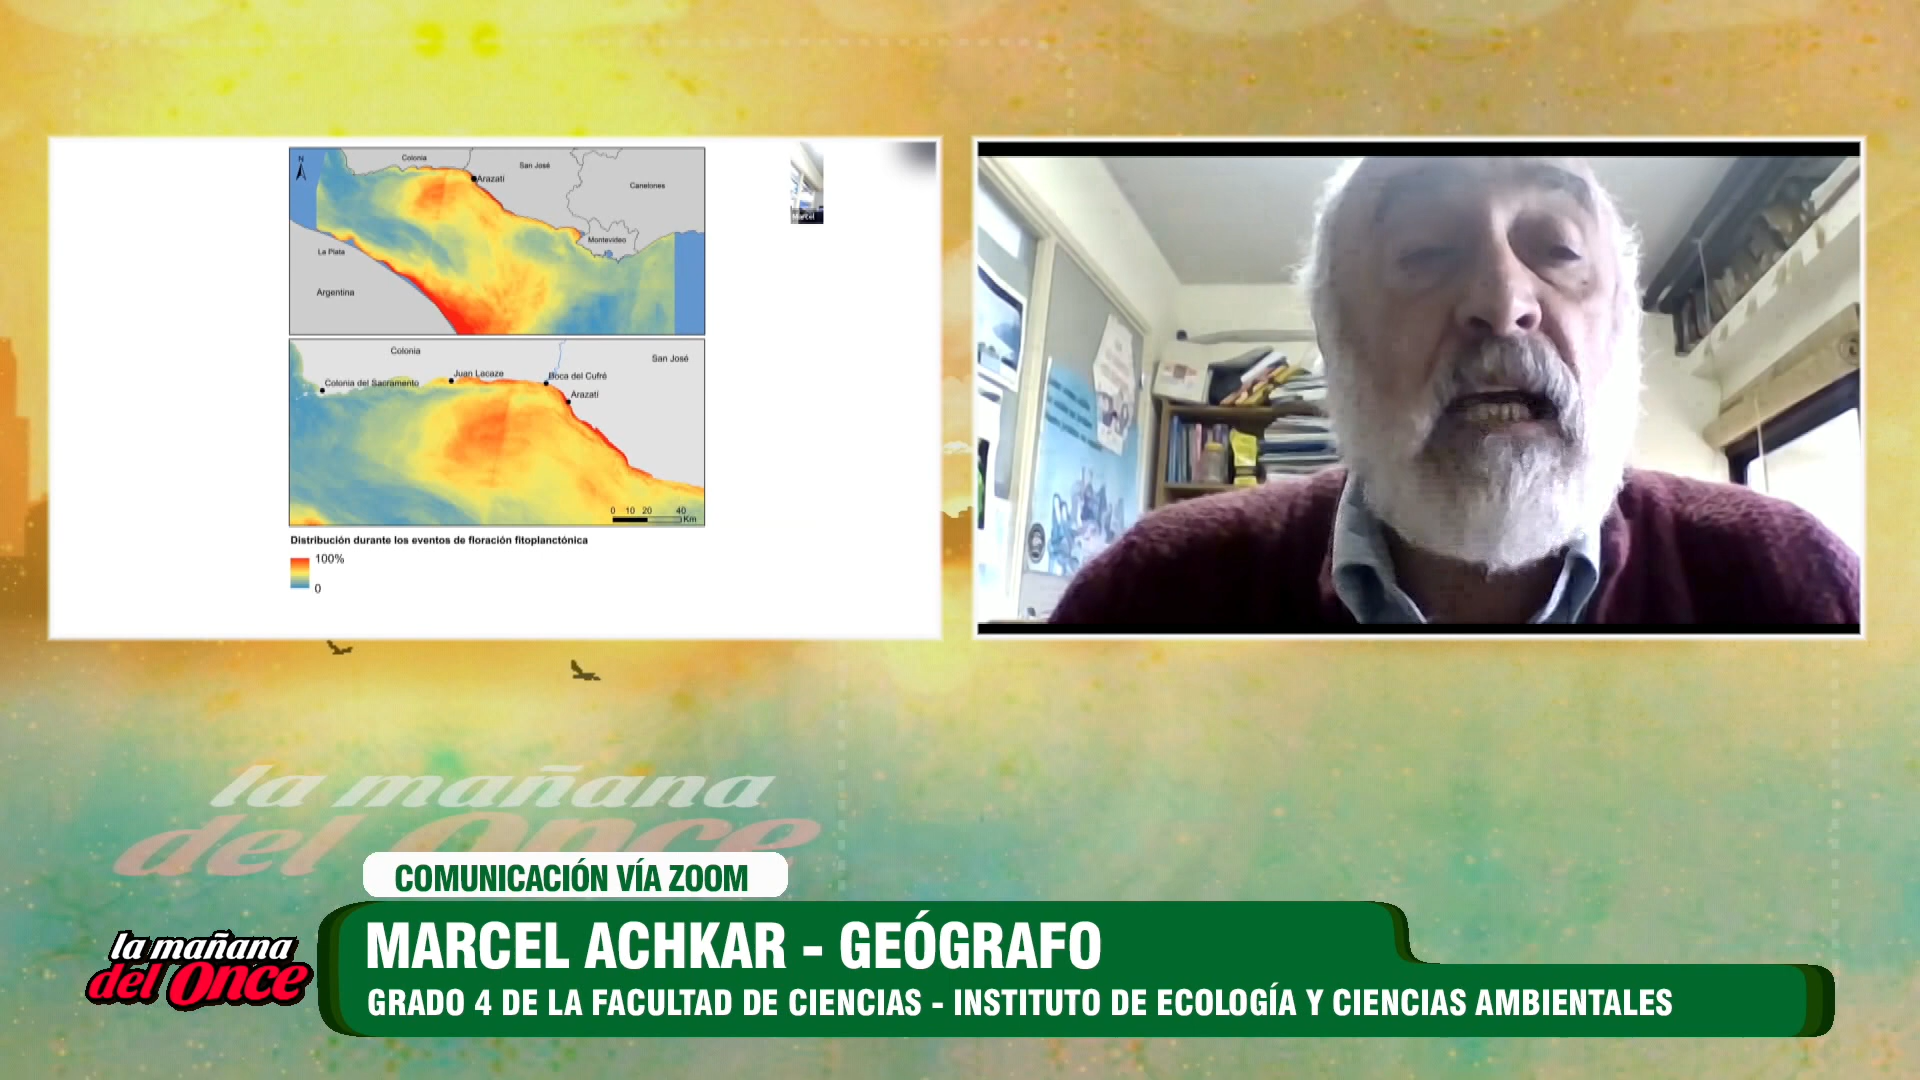 N
Colonia
San José
Arazatí
Canelones
Montevideo
La Plata
Argentina
Marcel
Colonia
San José
Juan Lacaze
Boca del Cufré
Colonia del Sacramento
Arazatí
0 10 20 40
Km
Distribución durante los eventos de floración fitoplanctónica
100%
0
la mañana
del Once
COMUNICACIÓN VÍA ZOOM
MARCEL ACHKAR - GEÓGRAFO
la mañana
del Once
GRADO 4 DE LA FACULTAD DE CIENCIAS - INSTITUTO DE ECOLOGÍA Y CIENCIAS AMBIENTALES